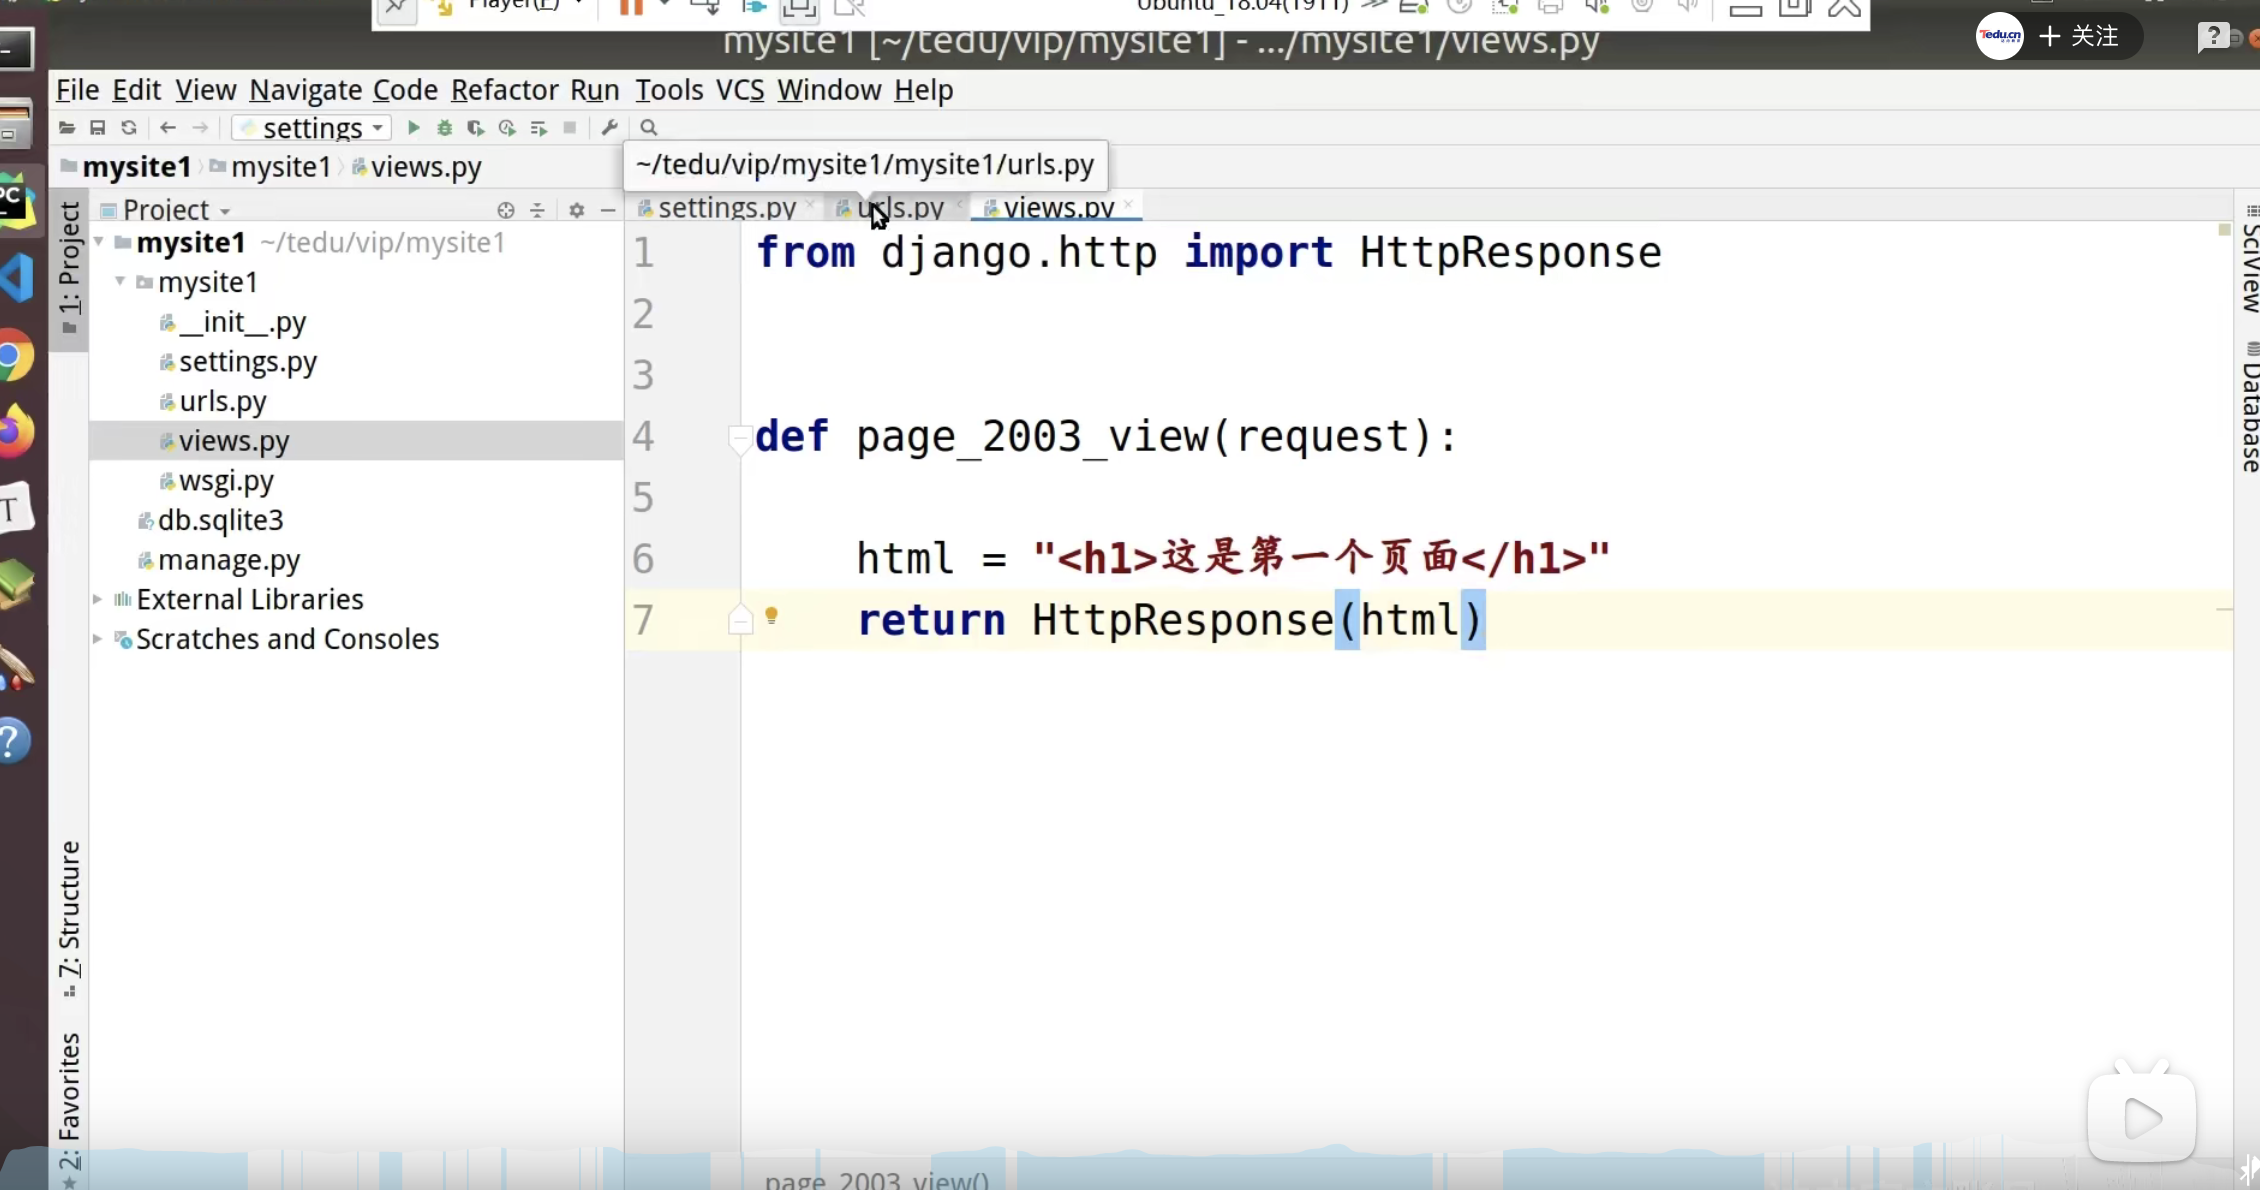 Player(P)
Ubuntu_18.04(1911)
mysite1 [~/tedu/vip/mysite1] - .../mysite1/views.py
Tedu.cn
+ 关注
File Edit View Navigate Code Refactor Run Tools VCS Window Help
settings
mysite1 mysite1 views.py
~/tedu/vip/mysite1/mysite1/urls.py
Project
settings.py urls.py views.py
mysite1 ~/tedu/vip/mysite1
mysite1
__init__.py
settings.py
urls.py
views.py
wsgi.py
db.sqlite3
manage.py
External Libraries
Scratches and Consoles
1: Project
7: Structure
2: Favorites
1 from django.http import HttpResponse
2
3
4 def page_2003_view(request):
5
6 html = "<h1>这是第一个页面</h1>"
7 return HttpResponse(html)
page_2003_view()
SciView
Database